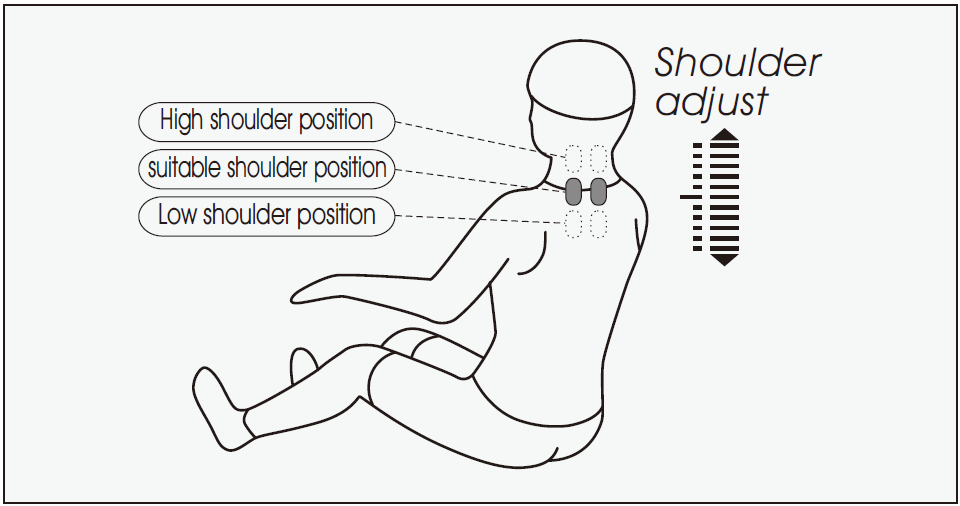 Shoulder
adjust
High shoulder position
suitable shoulder position
Low shoulder position